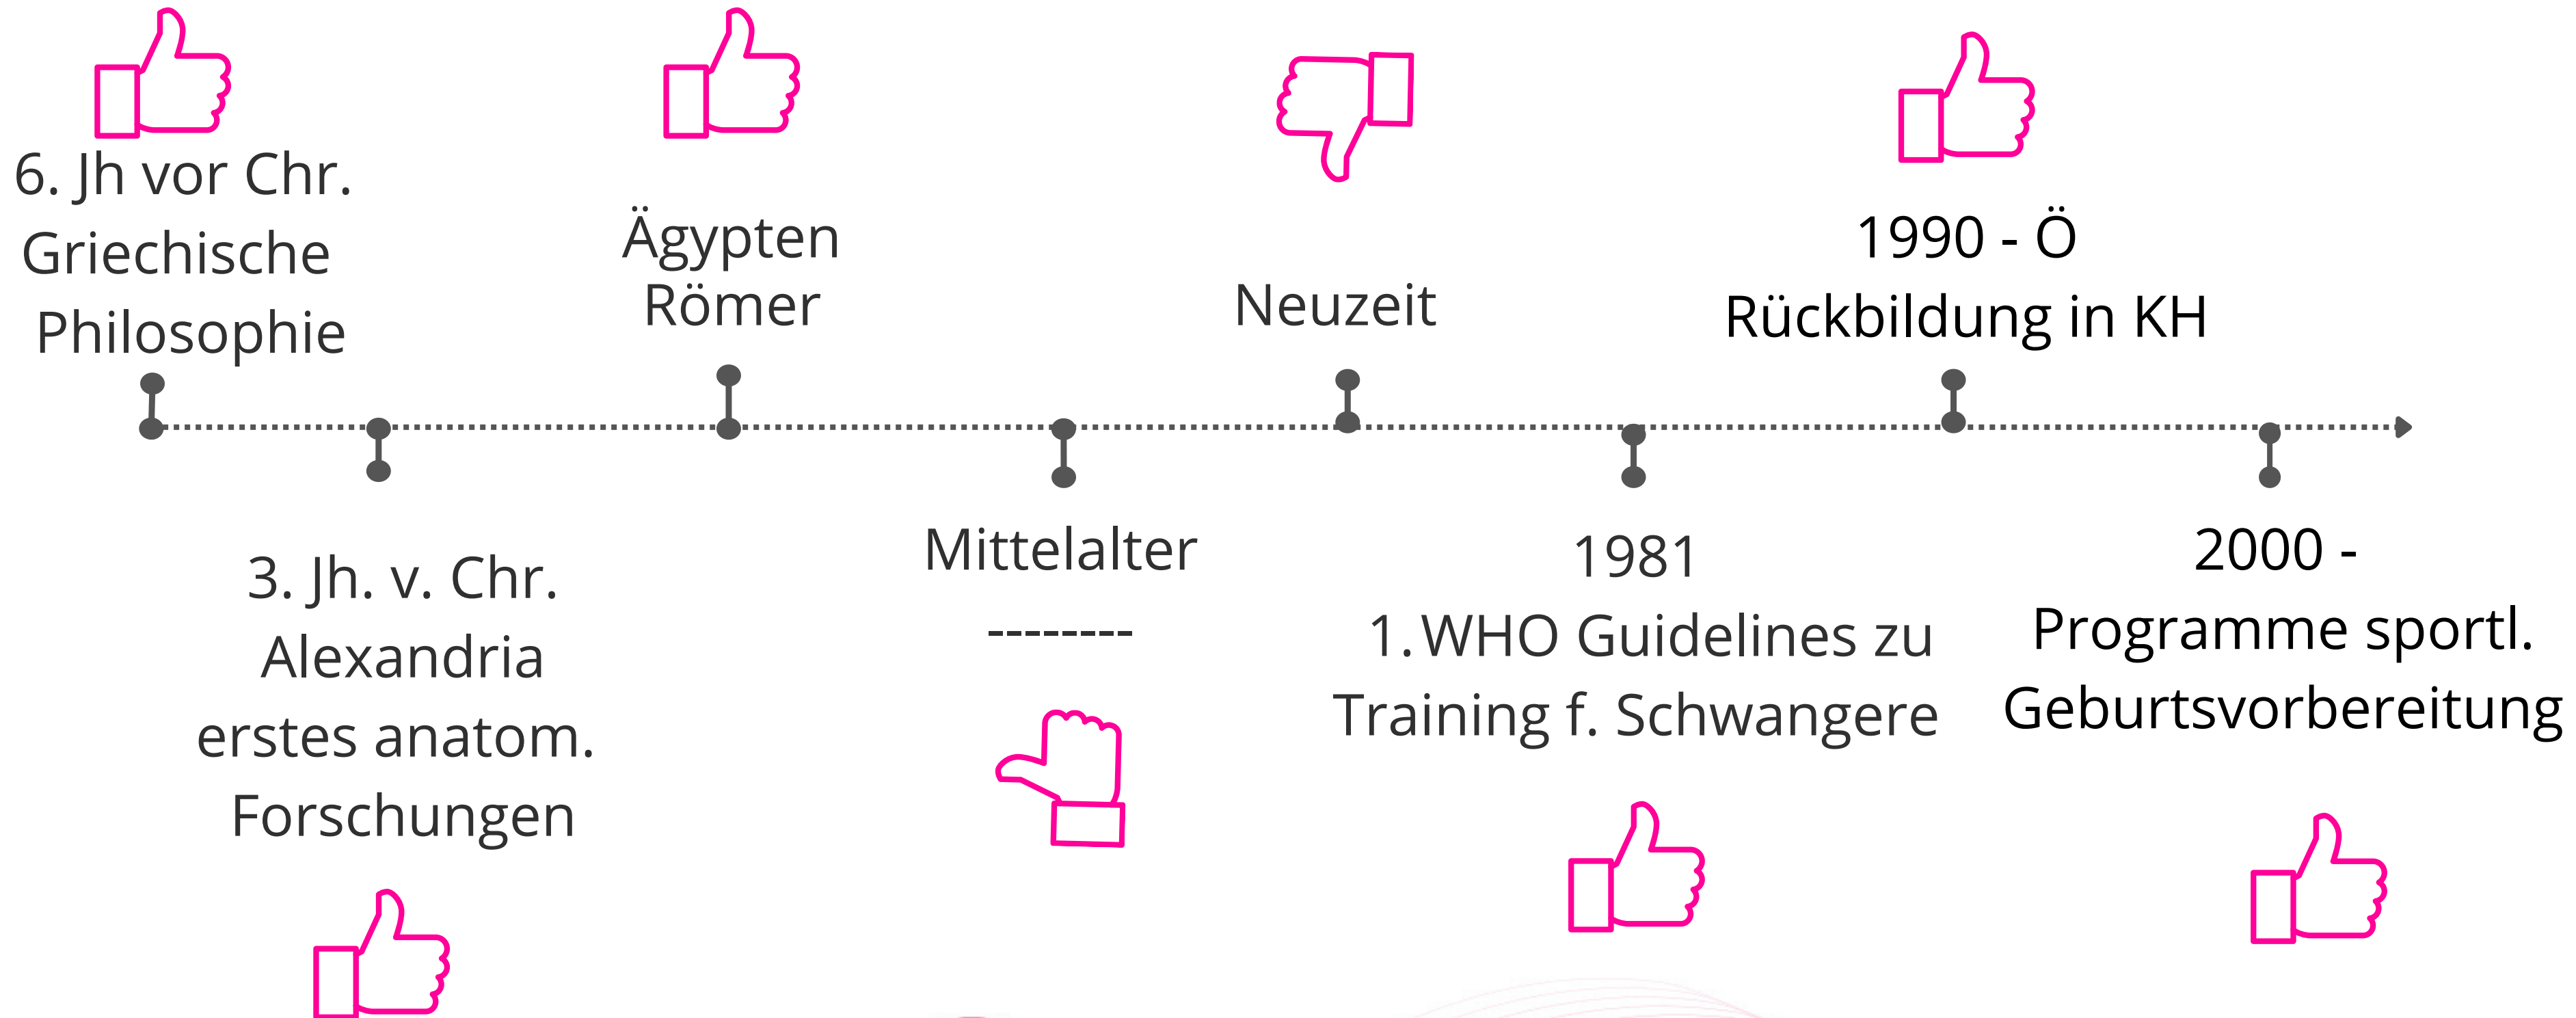 6. Jh vor Chr.
Griechische
Philosophie
3. Jh. v. Chr.
Alexandria
erstes anatom.
Forschungen
Ägypten
Römer
Mittelalter
--------
Neuzeit
1981
1. WHO Guidelines zu
Training f. Schwangere
1990 - Ö
Rückbildung in KH
2000 -
Programme sportl.
Geburtsvorbereitung